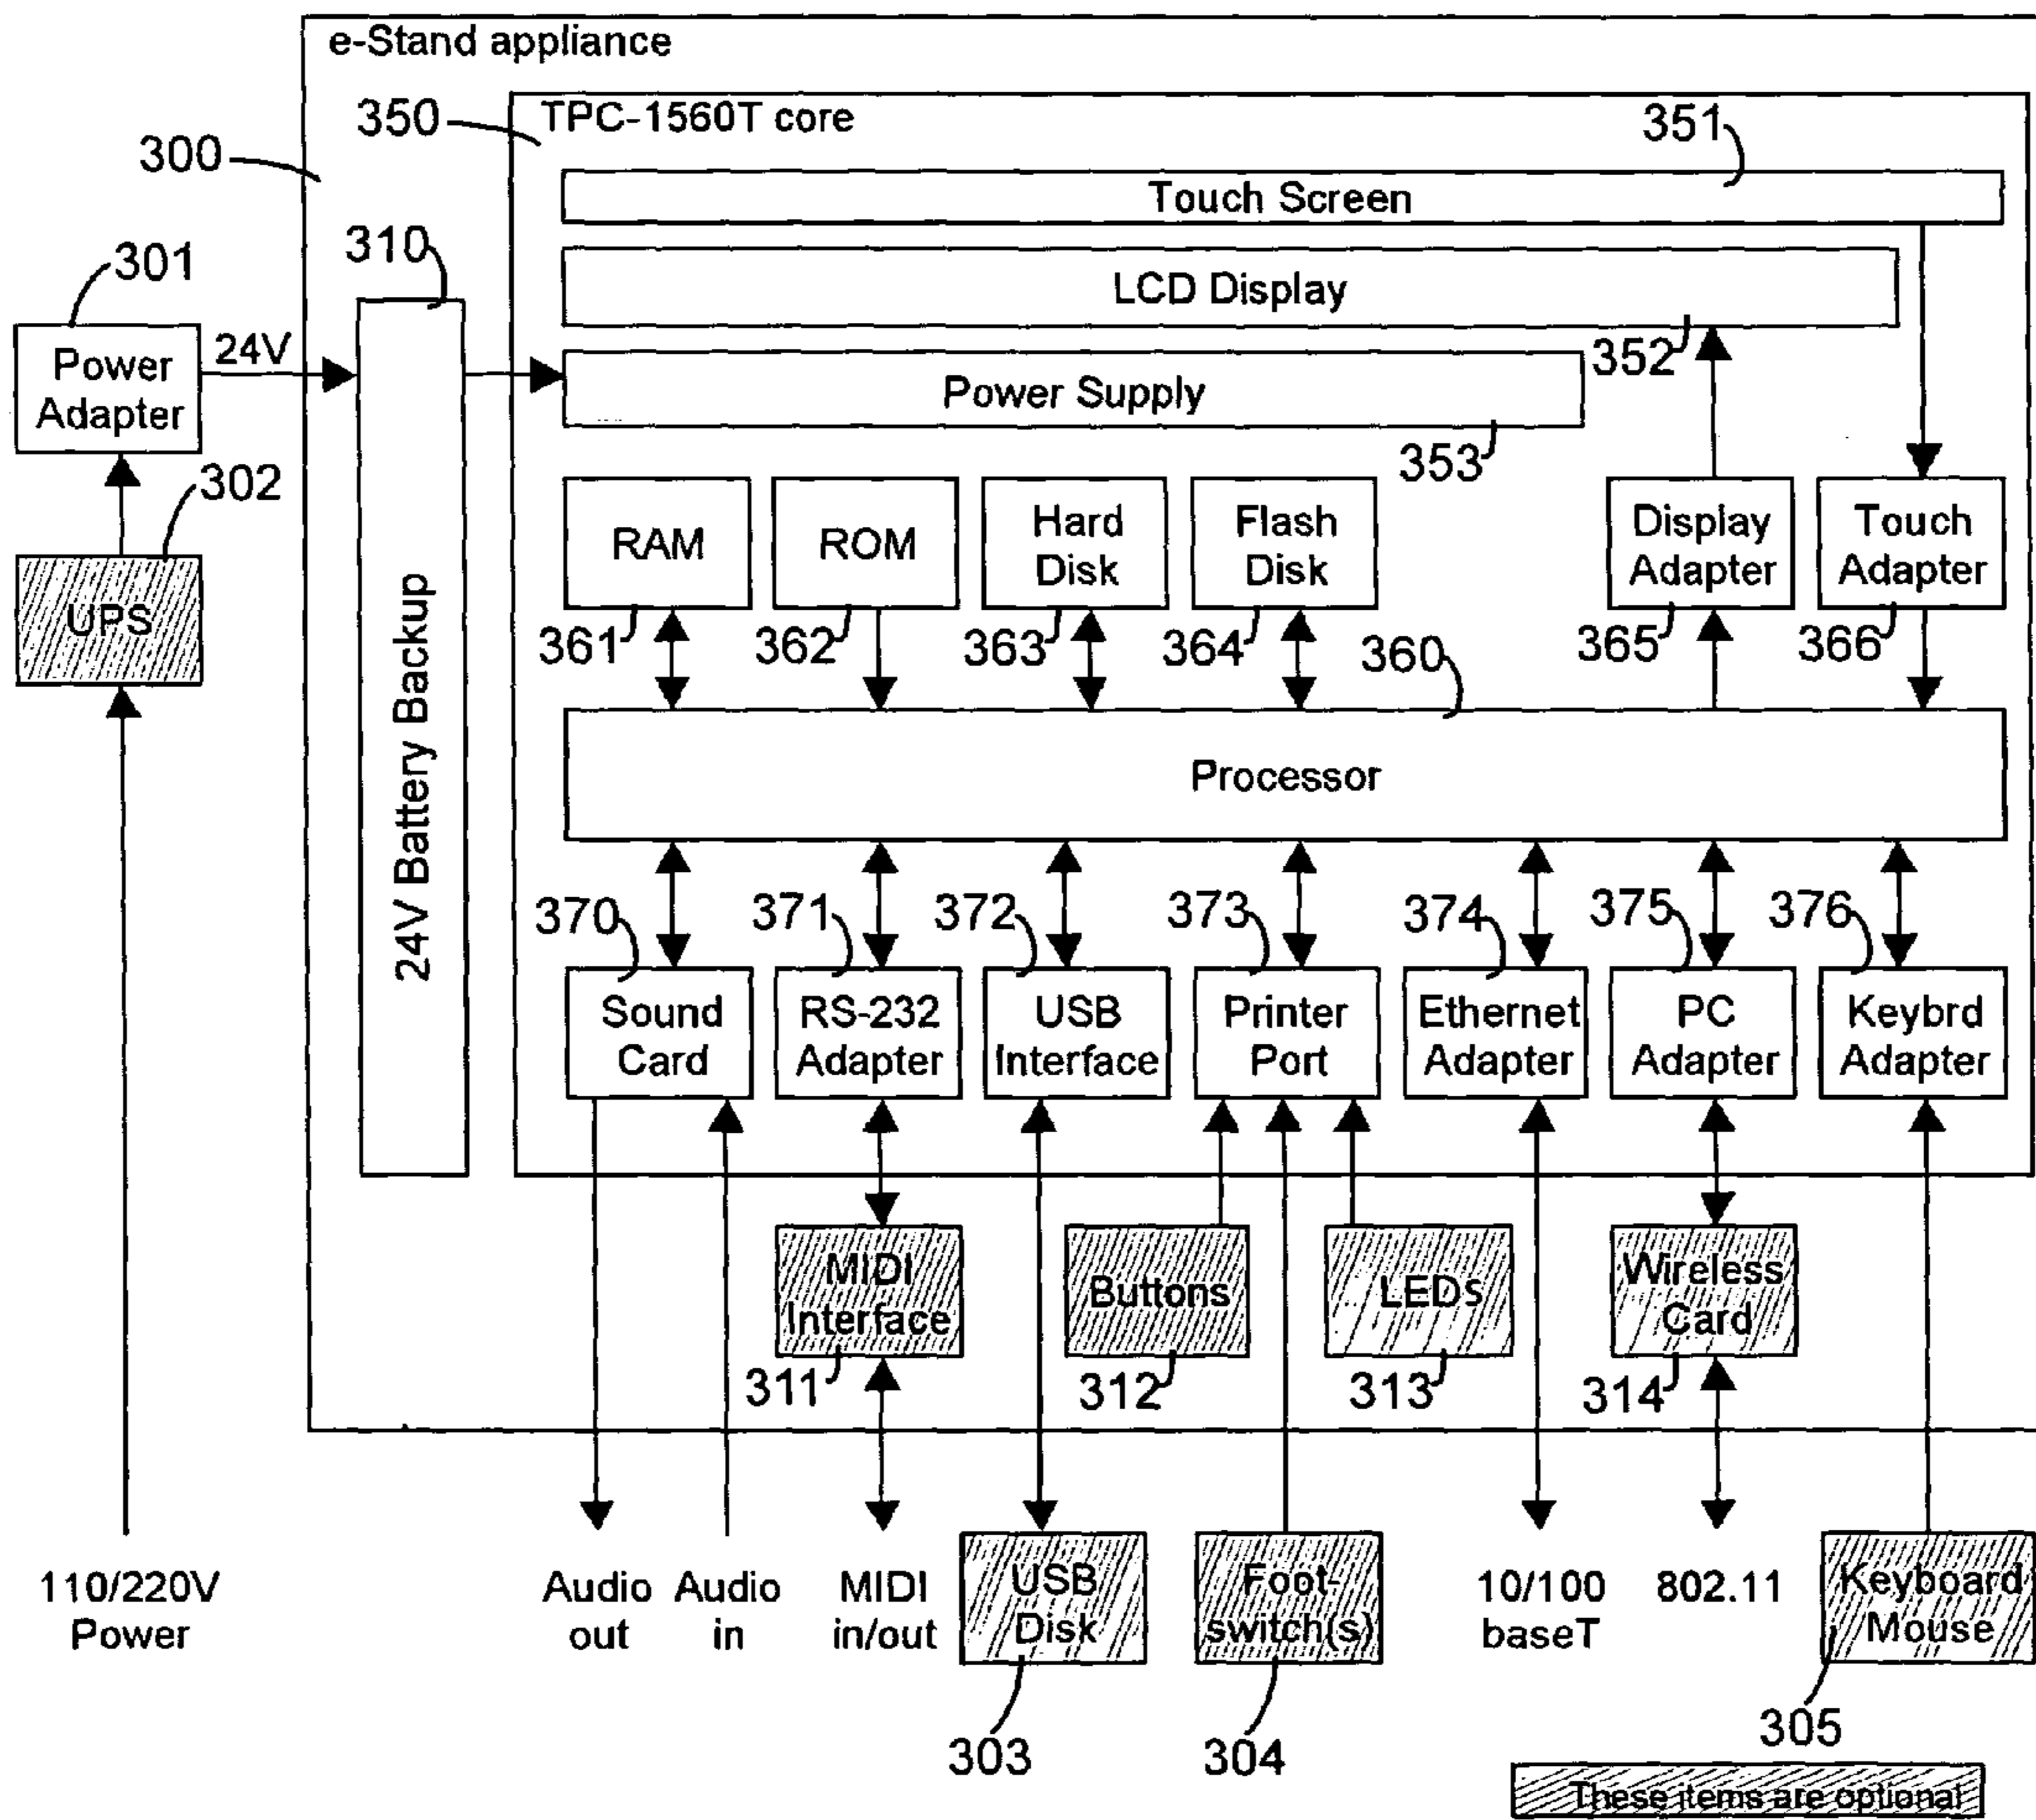 e-Stand appliance
350
TPC-1560T core
351
300
Touch Screen
310
301
LCD Display
24V
352
Power
Adapter
Power Supply
353
302
RAM
ROM
Hard
Disk
Flash
Disk
Display
Adapter
Touch
Adapter
UPS
361
362
363
364
360
365
366
24V Battery Backup
Processor
370
371
372
373
374
375
376
Sound
Card
RS-232
Adapter
USB
Interface
Printer
Port
Ethernet
Adapter
PC
Adapter
Keybrd
Adapter
MIDI
Interface
Buttons
LEDs
Wireless
Card
311
312
313
314
110/220V
Power
Audio
out
Audio
in
MIDI
in/out
USB
Disk
Foot-
switch(s)
10/100
baseT
802.11
Keyboard
Mouse
303
304
305
These items are optional